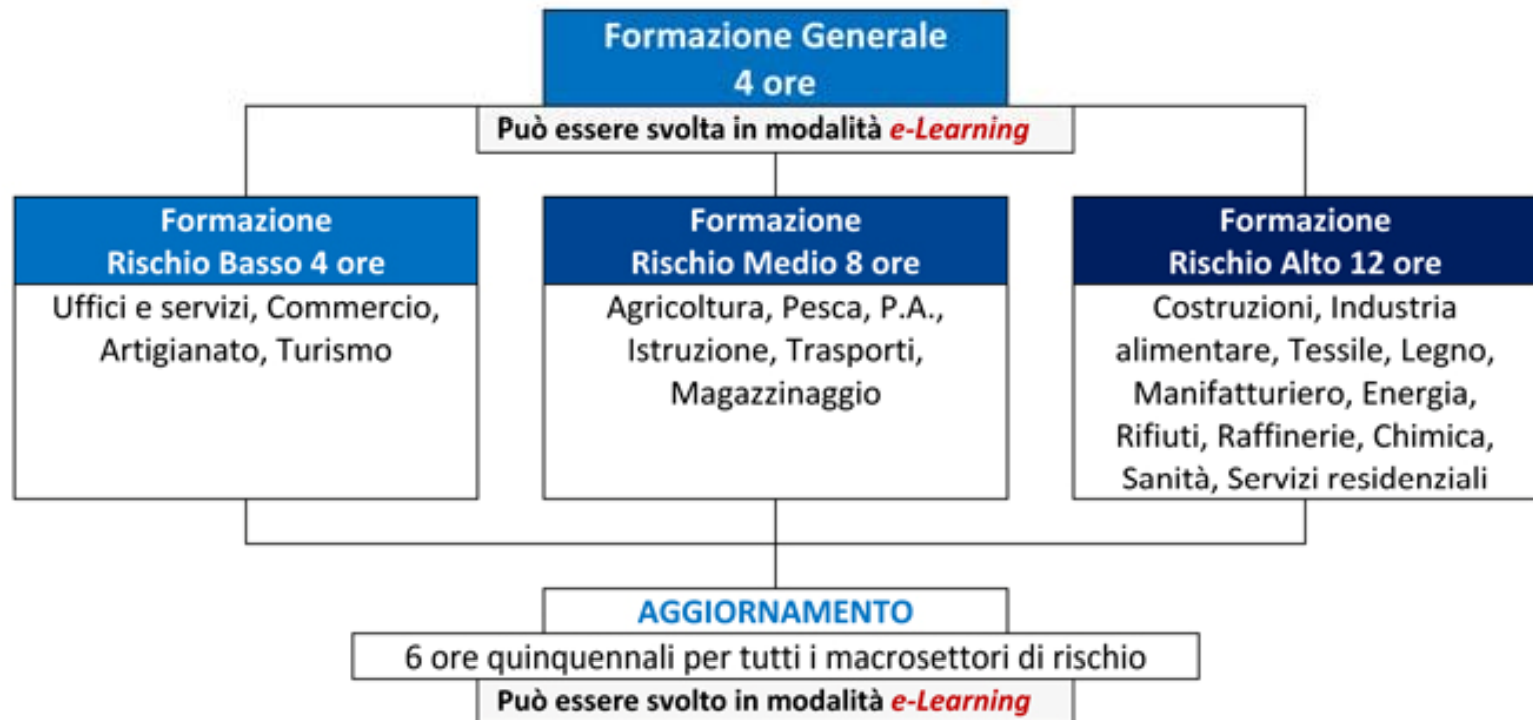 Formazione Generale
4 ore
Può essere svolta in modalità e-Learning
Formazione
Rischio Basso 4 ore
Uffici e servizi, Commercio,
Artigianato, Turismo
Formazione
Rischio Medio 8 ore
Agricoltura, Pesca, P.A.,
Istruzione, Trasporti,
Magazzinaggio
Formazione
Rischio Alto 12 ore
Costruzioni, Industria
alimentare, Tessile, Legno,
Manifatturiero, Energia,
Rifiuti, Raffinerie, Chimica,
Sanità, Servizi residenziali
AGGIORNAMENTO
6 ore quinquennali per tutti i macrosettori di rischio
Può essere svolto in modalità e-Learning